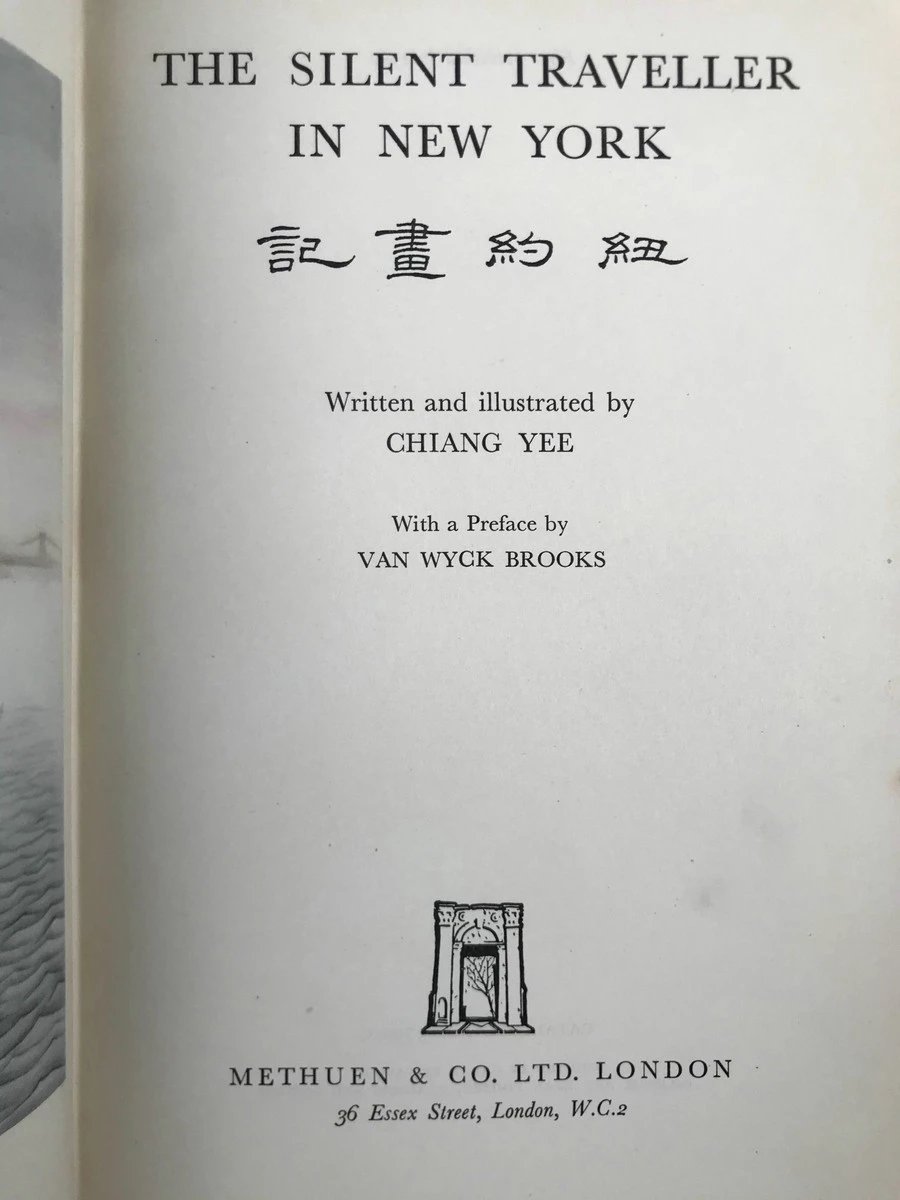 THE SILENT TRAVELLER
IN NEW YORK
紐約畫記
Written and illustrated by
CHIANG YEE
With a Preface by
VAN WYCK BROOKS
METHUEN & CO. LTD. LONDON
36 Essex Street, London, W.C.2